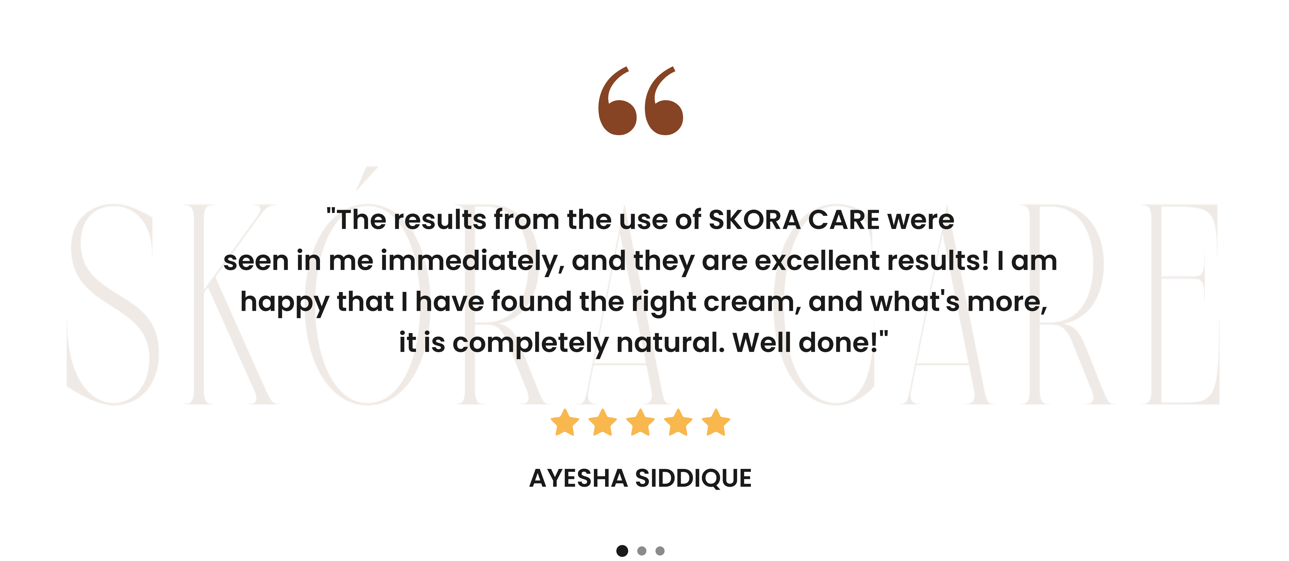 SKÓRA CARE
"The results from the use of SKORA CARE were
seen in me immediately, and they are excellent results! I am
happy that I have found the right cream, and what's more,
it is completely natural. Well done!"
AYESHA SIDDIQUE